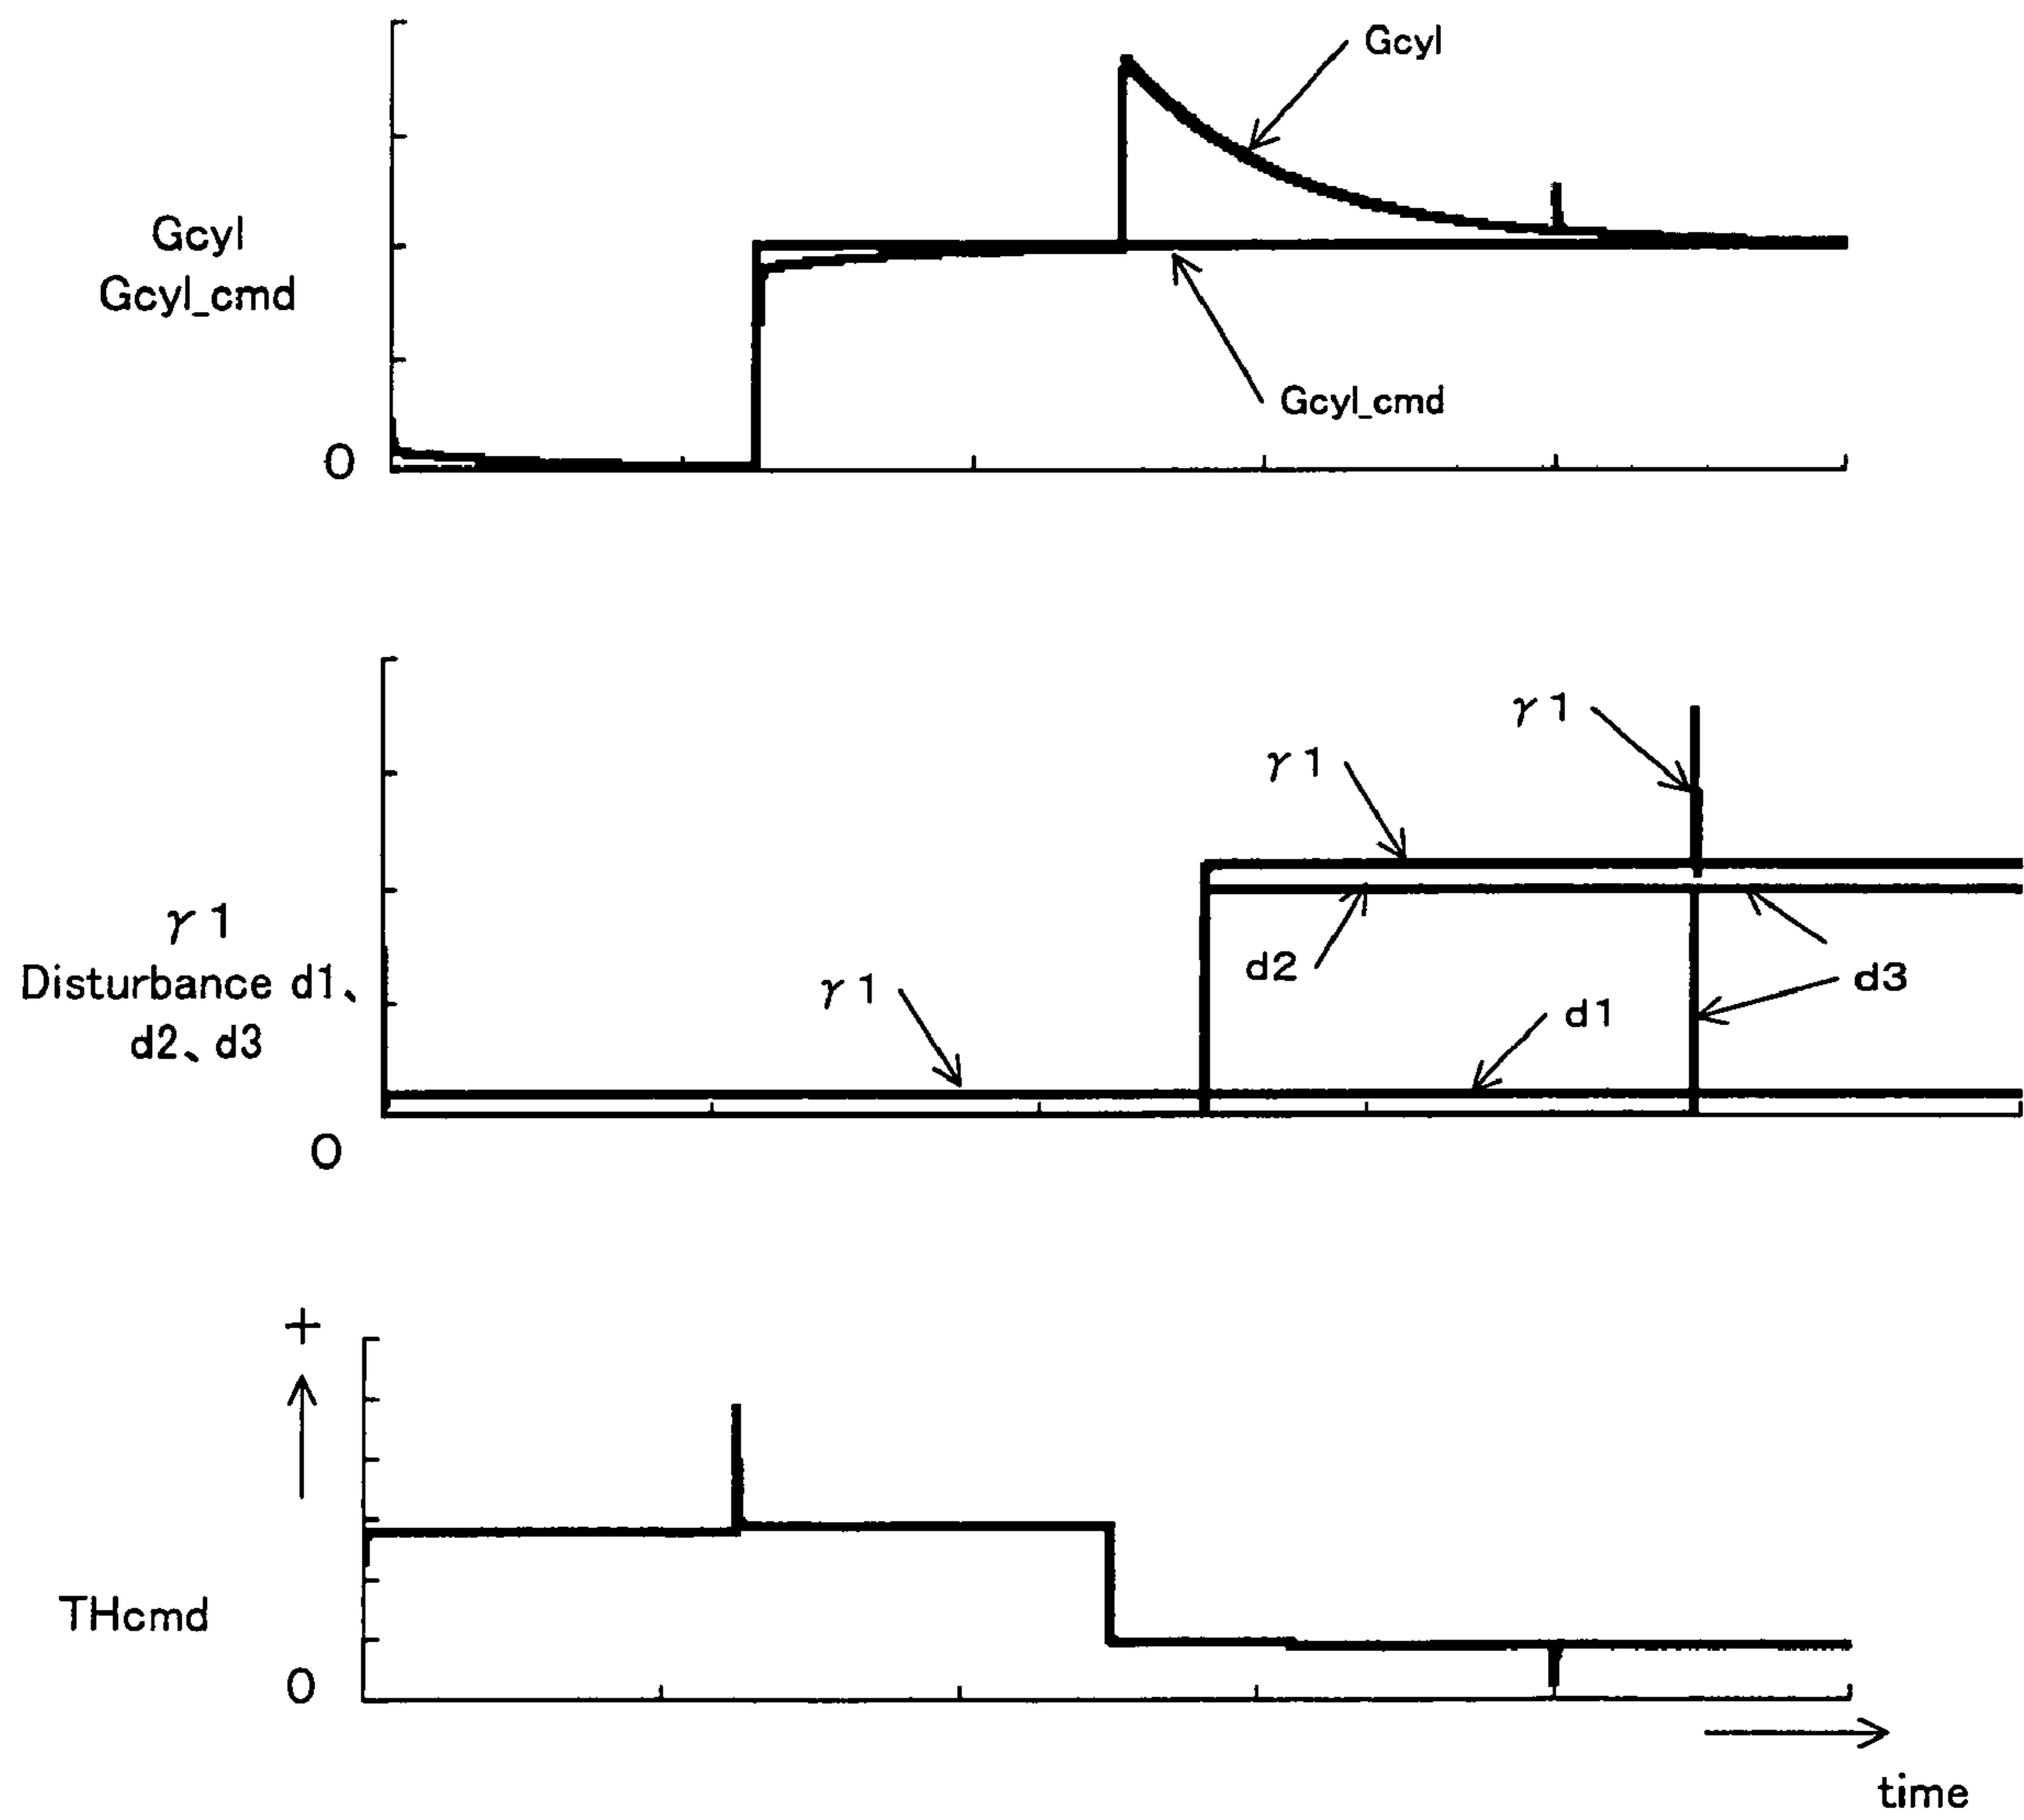 Gcyl
Gcyl
Gcyl_cmd
Gcyl_cmd
0
γ1
γ1
γ1
Disturbance d1、
d2、d3
γ1
d2
d3
d1
0
+
THcmd
0
time